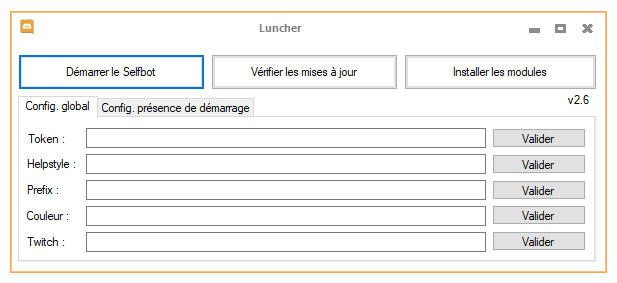 Luncher
Démarrer le Selfbot
Vérifier les mises à jour
Installer les modules
v2.6
Config. global
Config. présence de démarrage
Token :
Valider
Helpstyle :
Valider
Prefix :
Valider
Couleur :
Valider
Twitch :
Valider